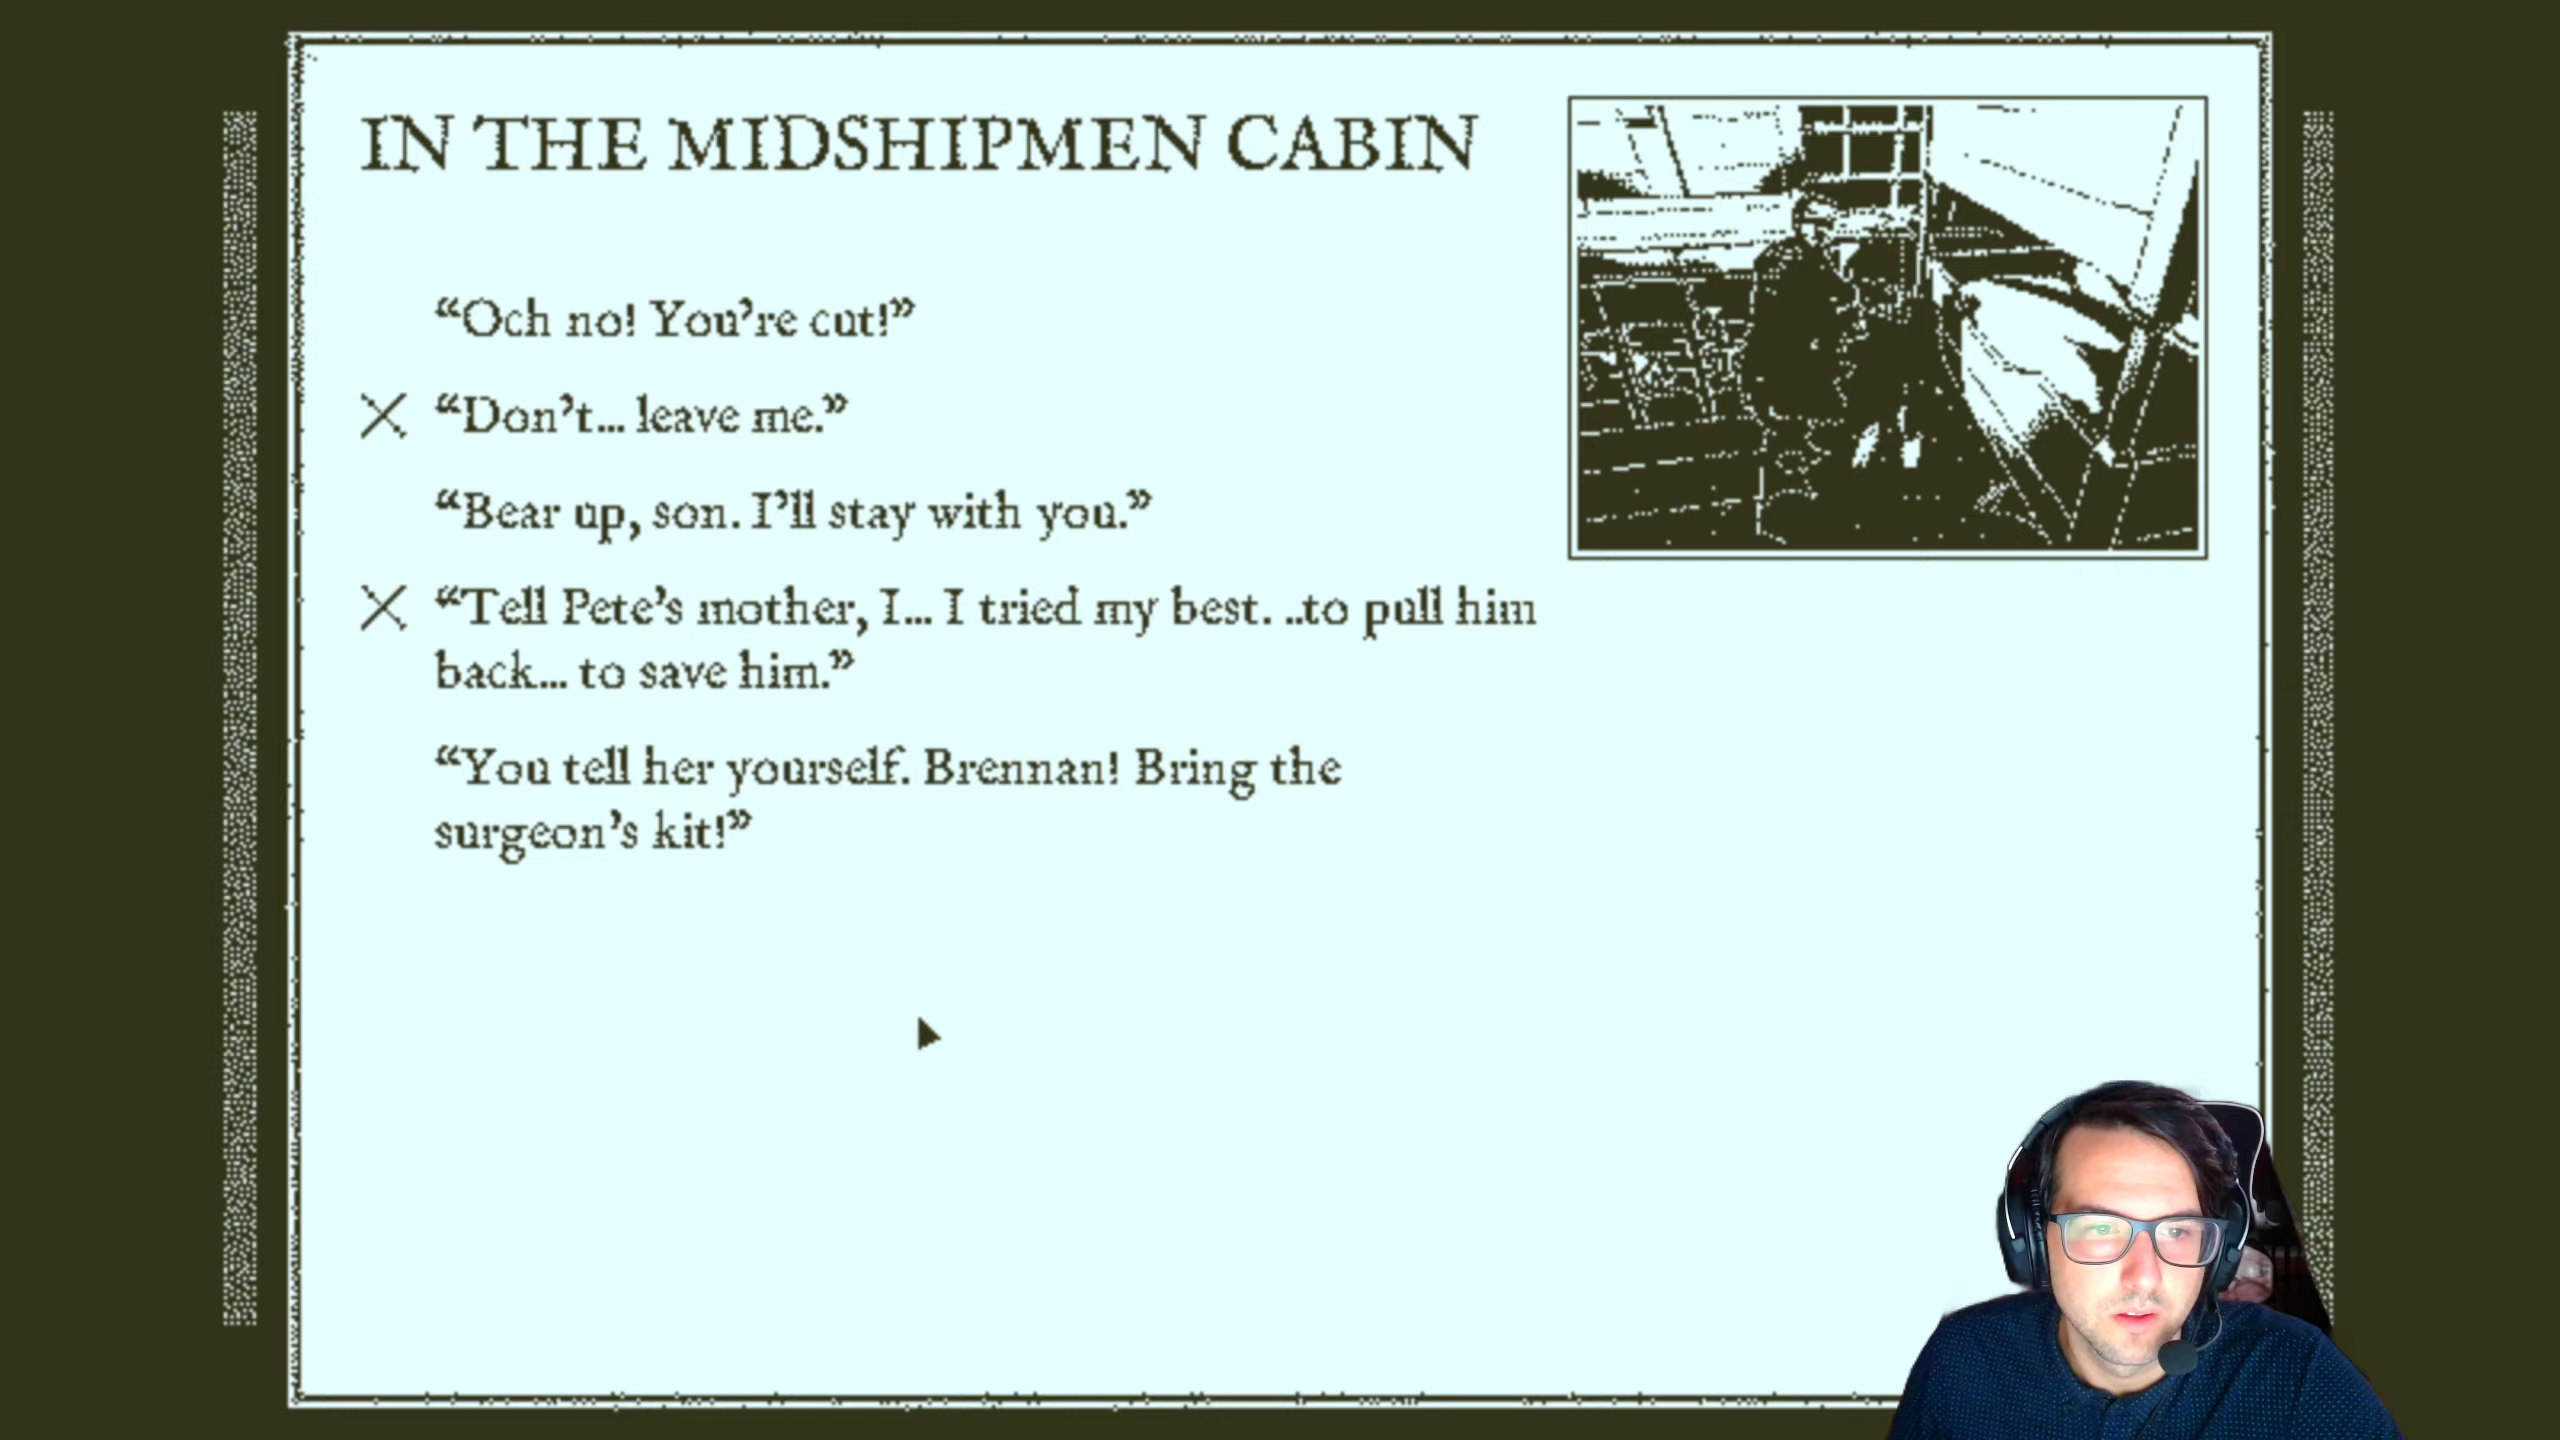 IN THE MIDSHIPMEN CABIN
“Och no! You’re cut!”
“Don’t... leave me.”
“Bear up, son. I’ll stay with you.”
“Tell Pete’s mother, I... I tried my best. ..to pull him
back... to save him.”
“You tell her yourself. Brennan! Bring the
surgeon’s kit!”